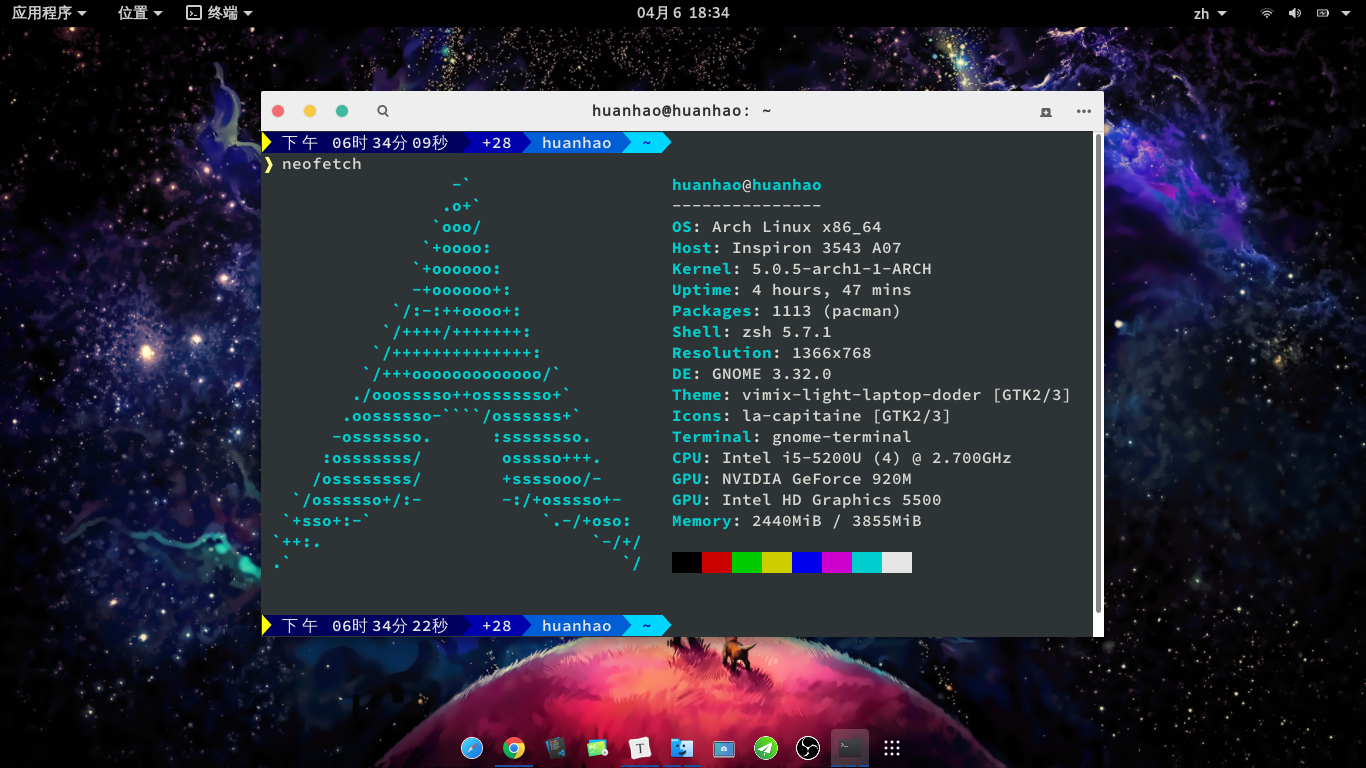 应用程序 位置 终端 04月 6 18:34 zh
huanhao@huanhao: ~
下午 06时34分09秒 +28 huanhao ~
❯ neofetch
-`
.o+`
`ooo/
`+oooo:
`+oooooo:
-+oooooo+:
`/:-:++oooo+:
`/++++/+++++++:
`/++++++++++++++:
`/+++ooooooooooooo/`
./ooosssso++osssssso+`
.oossssso-````/ossssss+`
-osssssso.      :ssssssso.
:osssssss/        osssso+++.
/ossssssss/        +ssssooo/-
`/ossssso+/:-        -:/+osssso+-
`+sso+:-`                 `.-/+oso:
`++:.                           `-/+/
.`                                 `/
huanhao@huanhao
---------------
OS: Arch Linux x86_64
Host: Inspiron 3543 A07
Kernel: 5.0.5-arch1-1-ARCH
Uptime: 4 hours, 47 mins
Packages: 1113 (pacman)
Shell: zsh 5.7.1
Resolution: 1366x768
DE: GNOME 3.32.0
Theme: vimix-light-laptop-doder [GTK2/3]
Icons: la-capitaine [GTK2/3]
Terminal: gnome-terminal
CPU: Intel i5-5200U (4) @ 2.700GHz
GPU: NVIDIA GeForce 920M
GPU: Intel HD Graphics 5500
Memory: 2440MiB / 3855MiB
下午 06时34分22秒 +28 huanhao ~
T